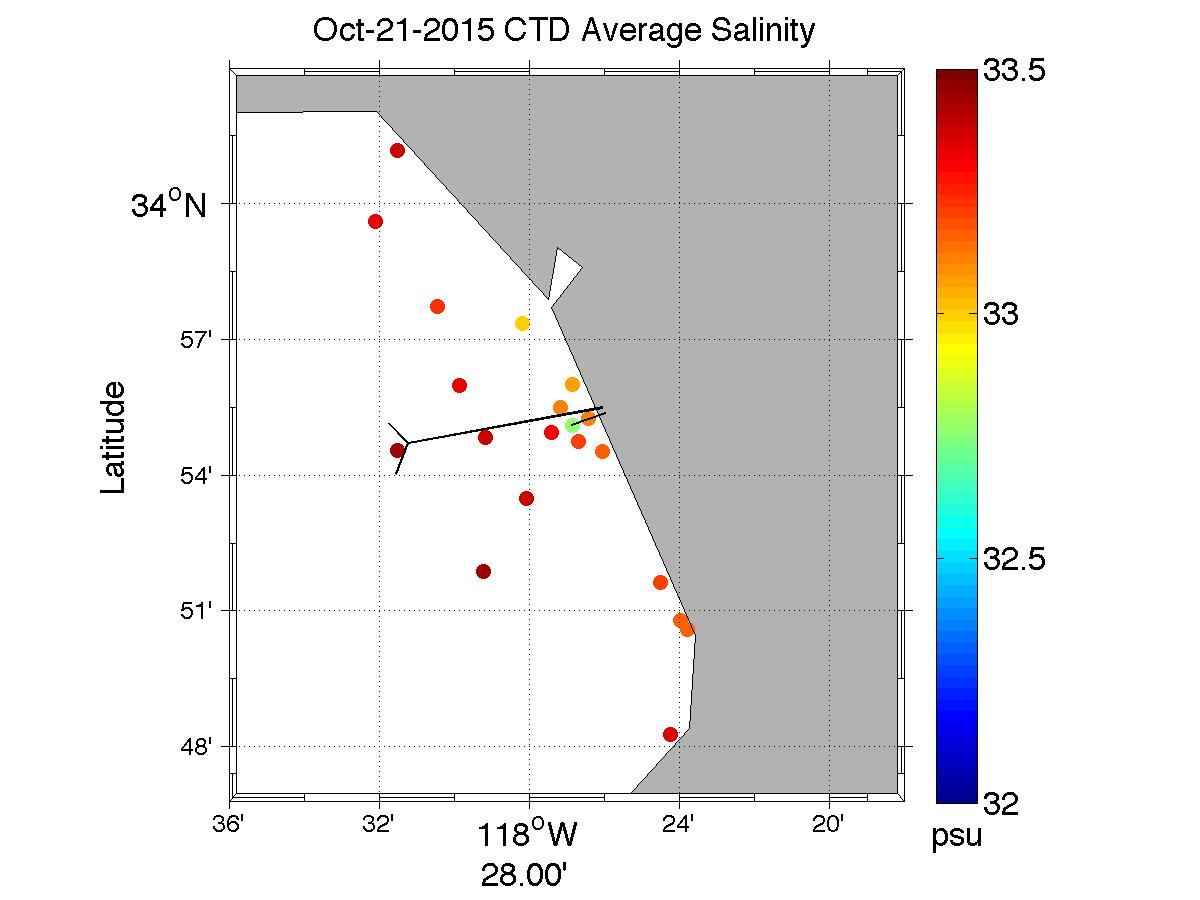 Oct-21-2015 CTD Average Salinity
33.5
34°N
33
57'
Latitude
54'
32.5
51'
48'
32
36'
32'
118°W
28.00'
24'
20'
psu